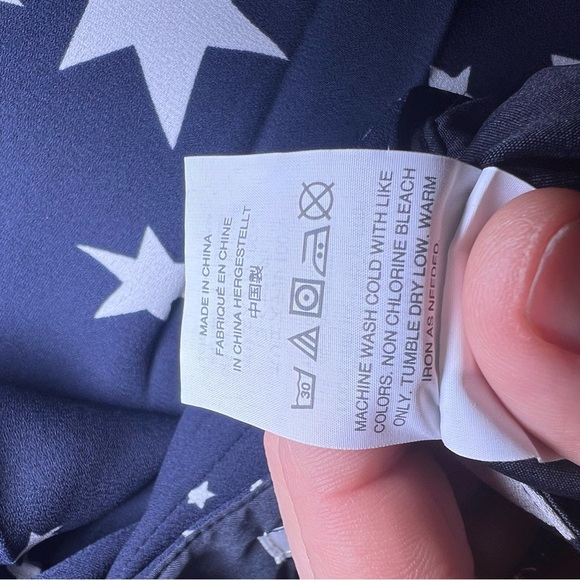 MADE IN CHINA
FABRIQUÉ EN CHINE
IN CHINA HERGESTELLT
中国製
30
MACHINE WASH COLD WITH LIKE
COLORS. NON CHLORINE BLEACH
ONLY. TUMBLE DRY LOW. WARM
IRON AS NEEDED.